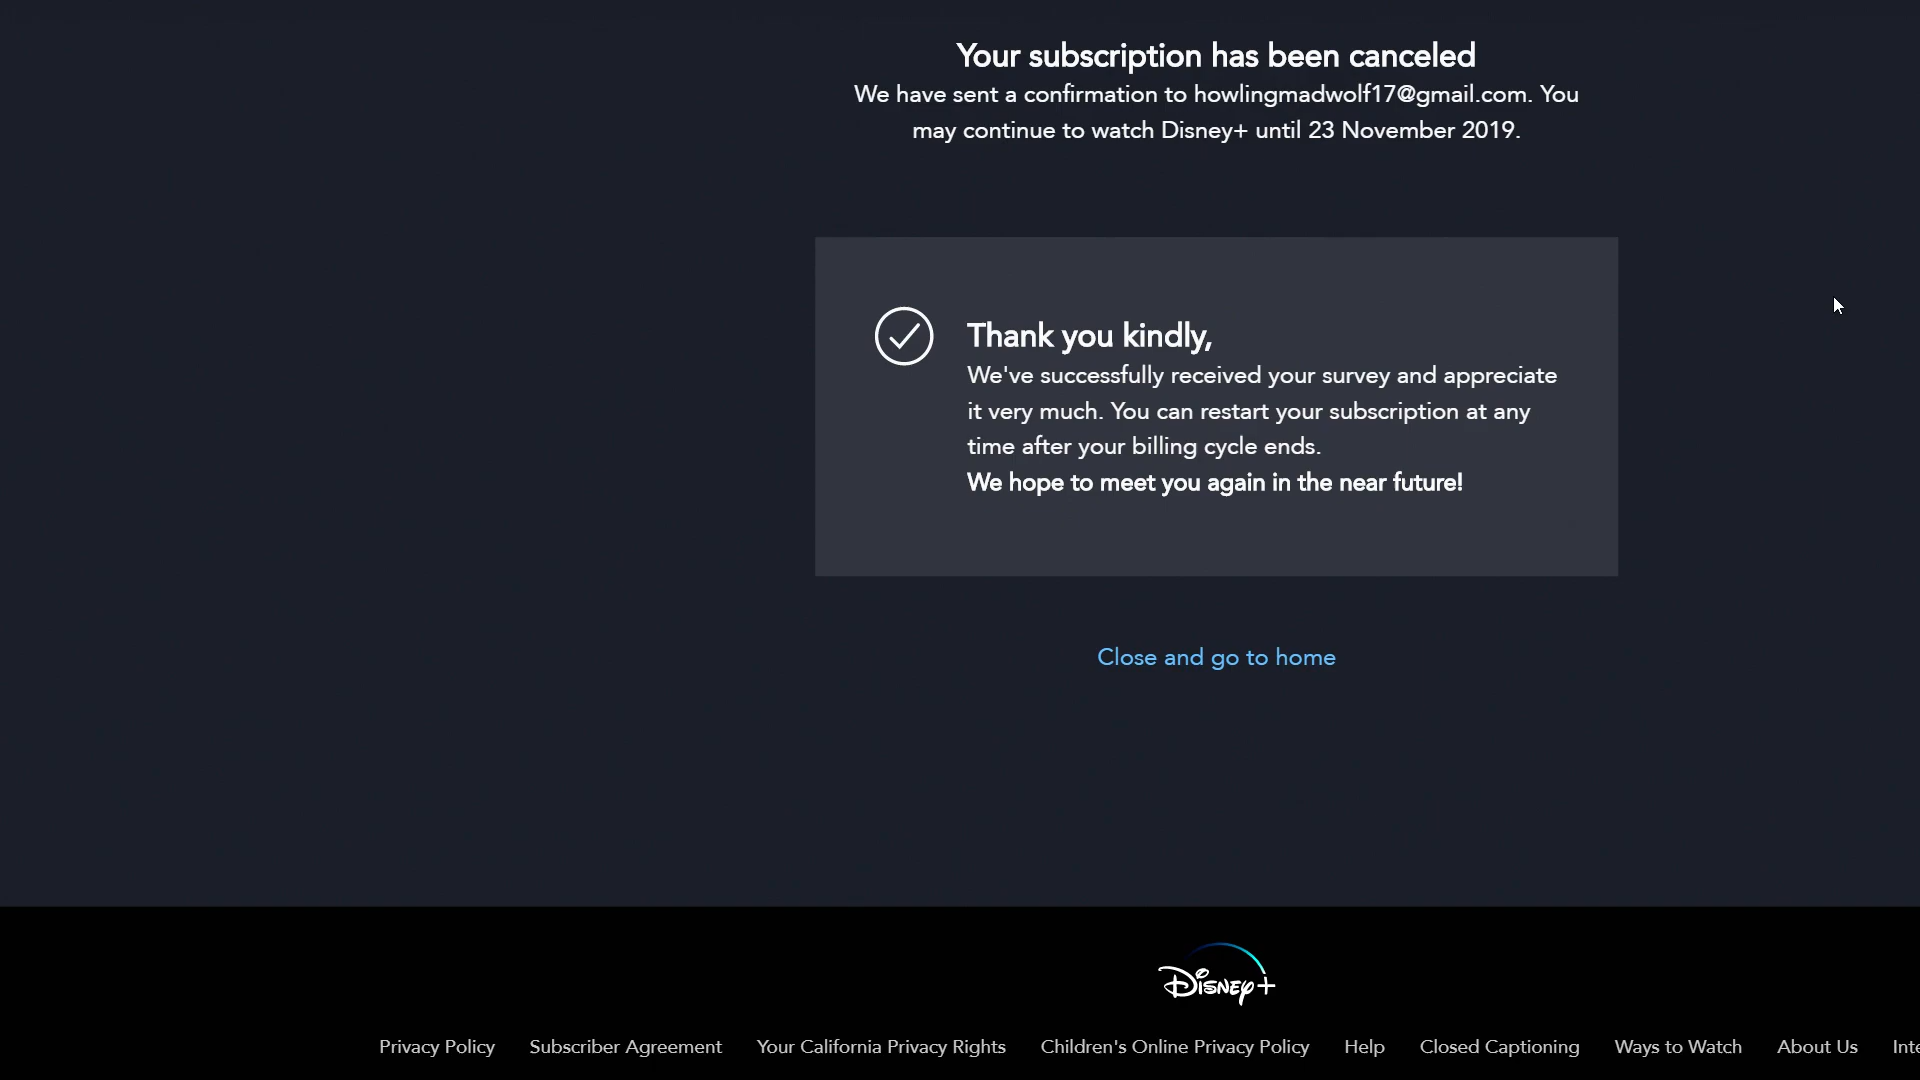 Your subscription has been canceled
We have sent a confirmation to howlingmadwolf17@gmail.com. You
may continue to watch Disney+ until 23 November 2019.
Thank you kindly,
We've successfully received your survey and appreciate
it very much. You can restart your subscription at any
time after your billing cycle ends.
We hope to meet you again in the near future!
Close and go to home
Disney+
Privacy Policy Subscriber Agreement Your California Privacy Rights Children's Online Privacy Policy Help Closed Captioning Ways to Watch About Us